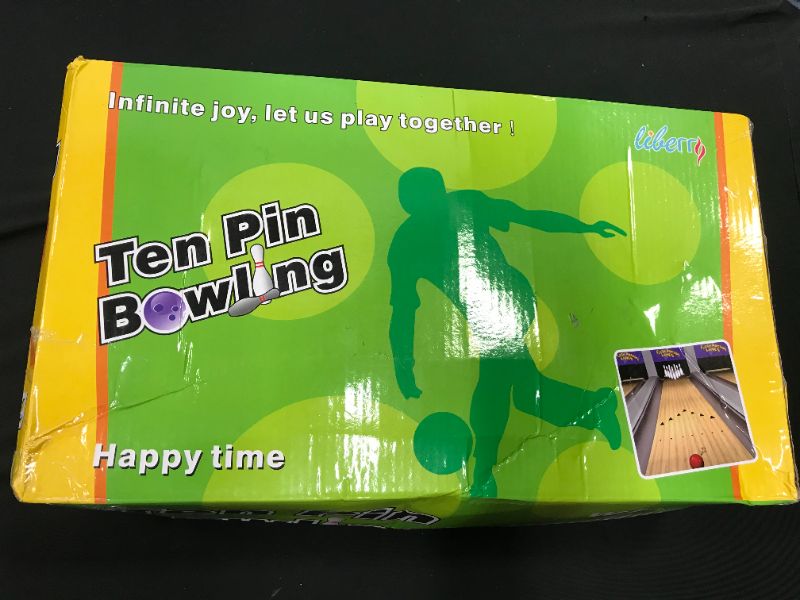 Infinite joy, let us play together !
liberry
Ten Pin
Bowling
Happy time